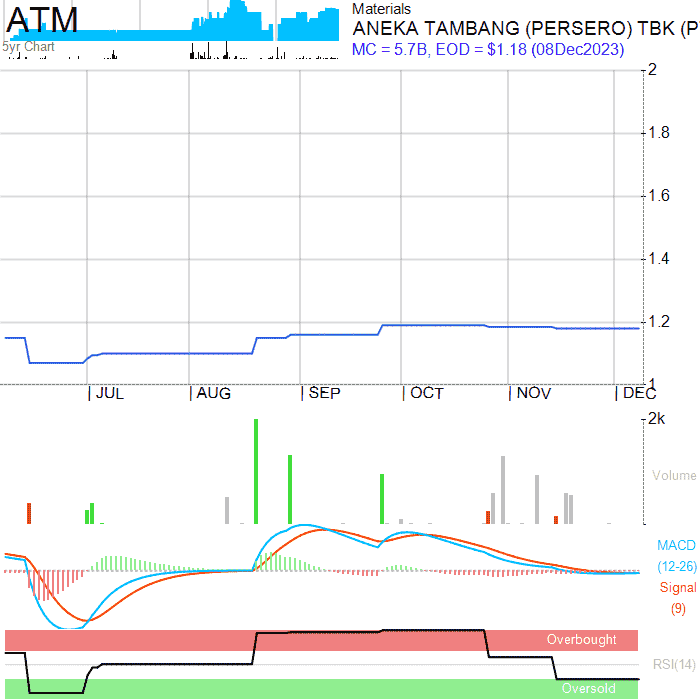 ATM
5yr Chart
Materials
ANEKA TAMBANG (PERSERO) TBK (P
MC = 5.7B, EOD = $1.18 (08Dec2023)
2
1.8
1.6
1.4
1.2
1
JUL AUG SEP OCT NOV DEC
2k
Volume
MACD
(12-26)
Signal
(9)
Overbought
RSI(14)
Oversold